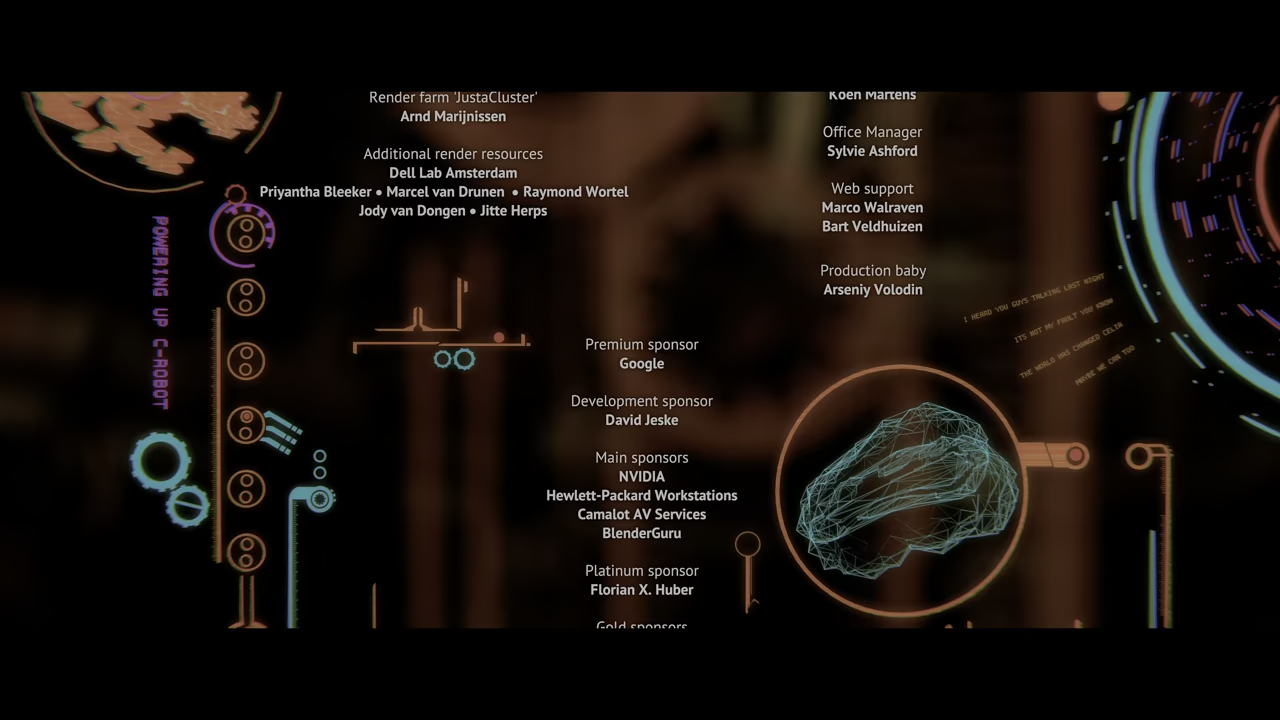 Render farm 'JustaCluster'
Arnd Marijnissen
Additional render resources
Dell Lab Amsterdam
Priyantha Bleeker • Marcel van Drunen • Raymond Wortel
Jody van Dongen • Jitte Herps
Koen Martens
Office Manager
Sylvie Ashford
Web support
Marco Walraven
Bart Veldhuizen
Production baby
Arseniy Volodin
Premium sponsor
Google
Development sponsor
David Jeske
Main sponsors
NVIDIA
Hewlett-Packard Workstations
Camalot AV Services
BlenderGuru
Platinum sponsor
Florian X. Huber
Gold sponsors
POWERING UP C-ROBOT
I HEARD YOU GUYS TALKING LAST NIGHT
ITS NOT MY FAULT YOU KNOW
THE WORLD HAS CHANGED CELIA
MAYBE WE CAN TOO